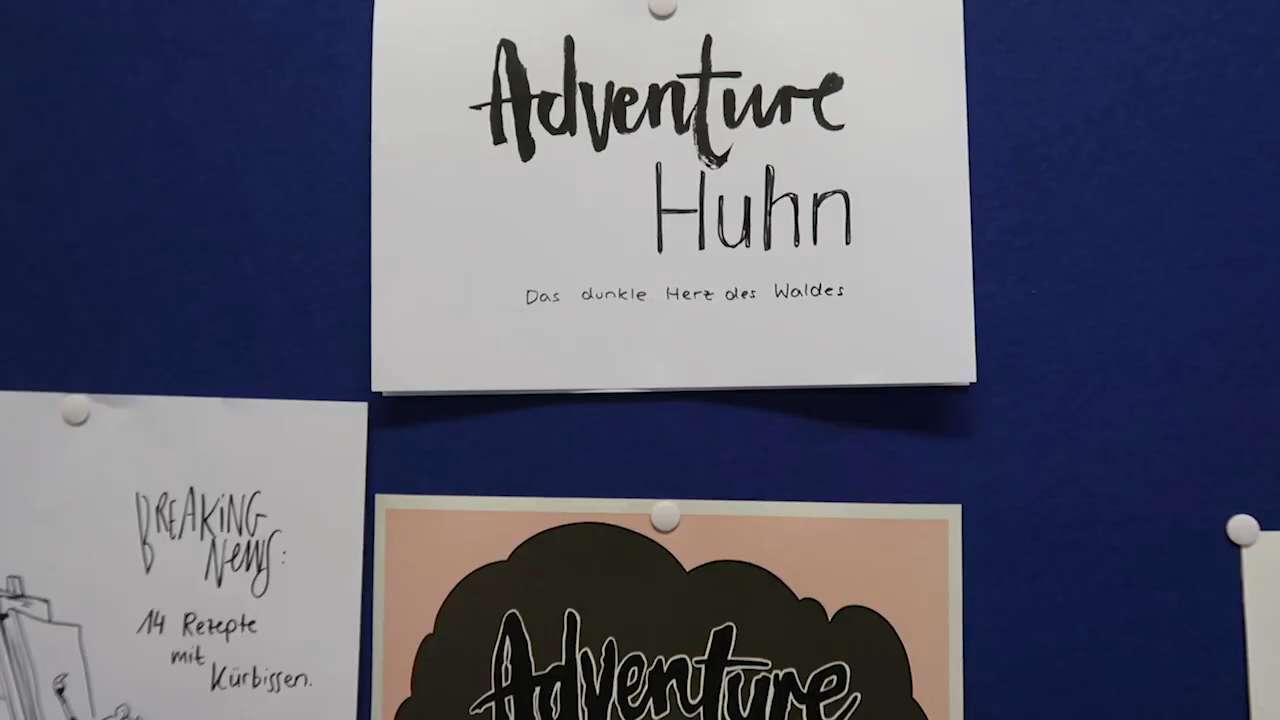 Adventure
Huhn
Das dunkle Herz des Waldes
BREAKING
News:
14 Rezepte
mit
Kürbissen.
Adventure